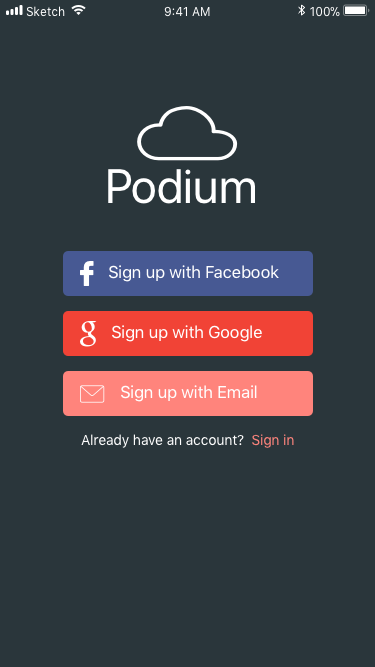 Sketch 9:41 AM 100%
Podium
Sign up with Facebook
Sign up with Google
Sign up with Email
Already have an account? Sign in